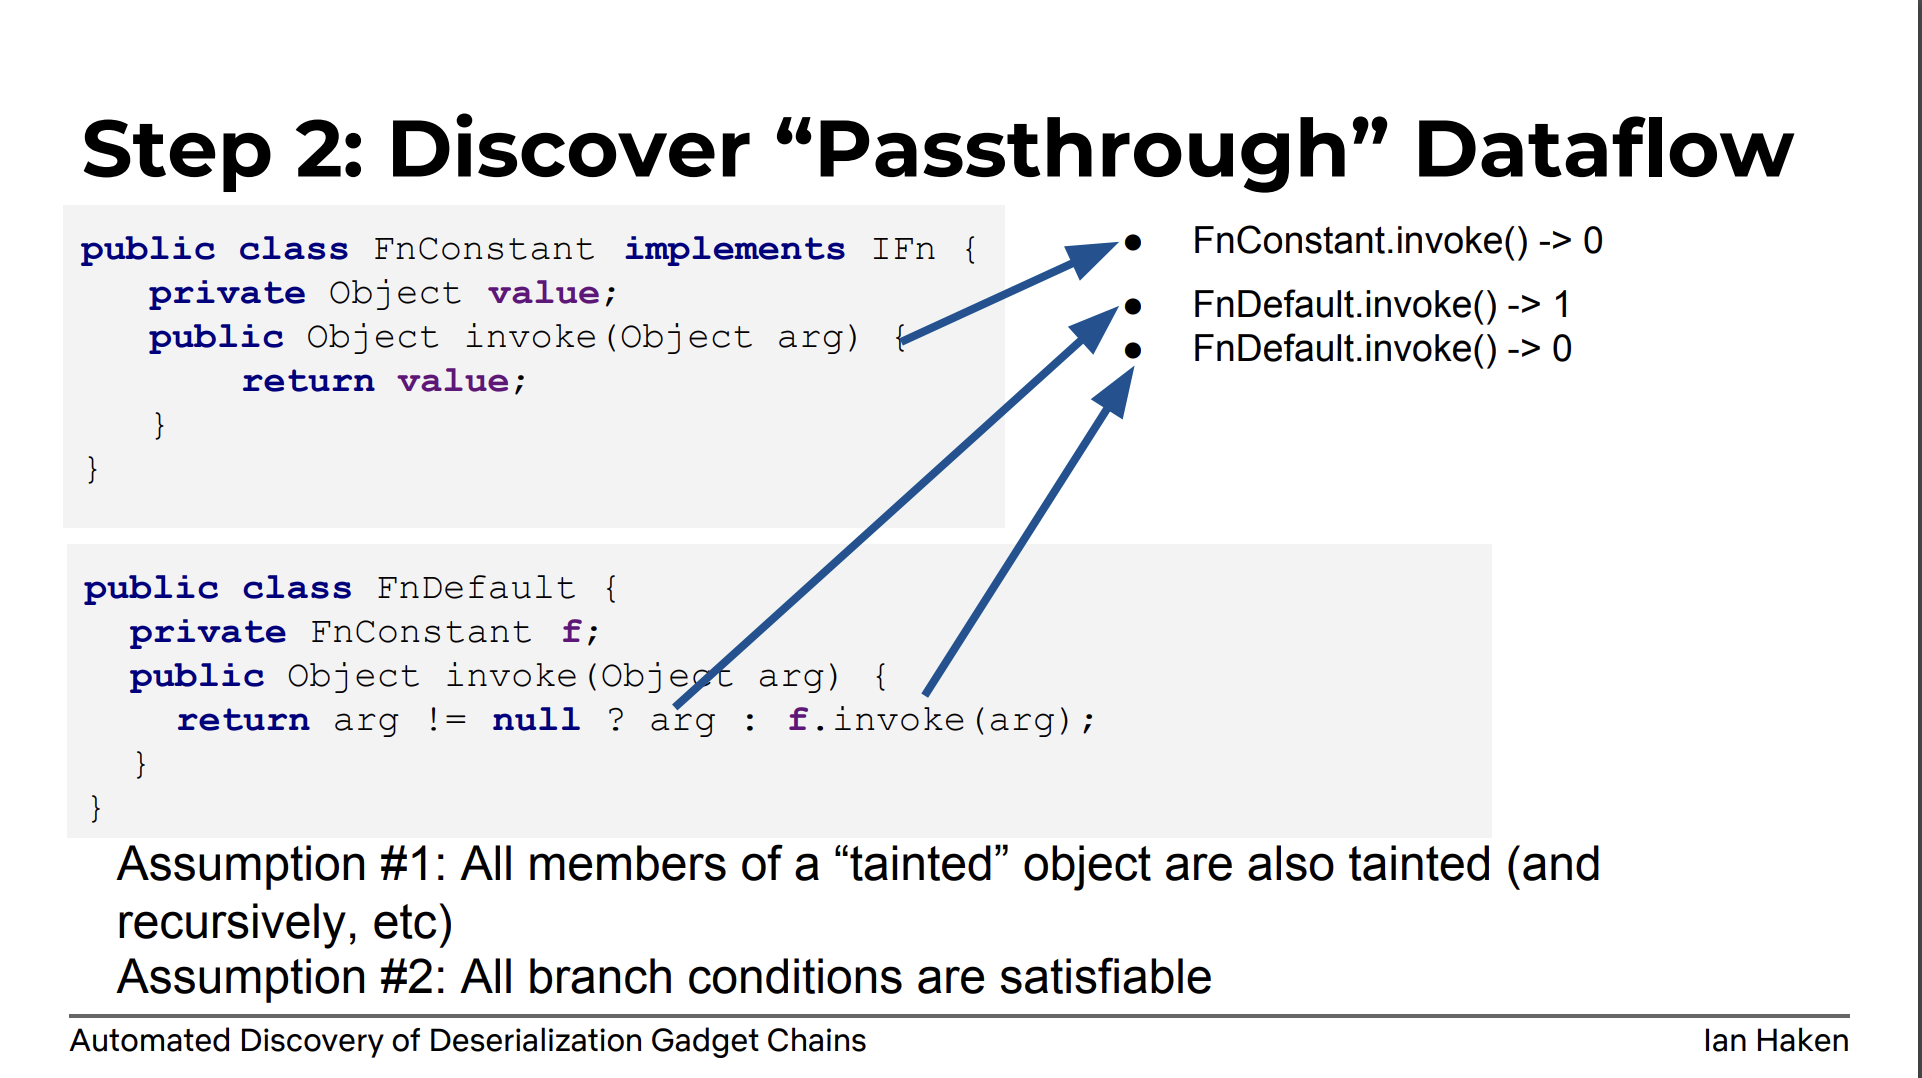 Step 2: Discover “Passthrough” Dataflow
public class FnConstant implements IFn {
private Object value;
public Object invoke(Object arg) {
return value;
}
}
● FnConstant.invoke() -> 0
● FnDefault.invoke() -> 1
● FnDefault.invoke() -> 0
public class FnDefault {
private FnConstant f;
public Object invoke(Object arg) {
return arg != null ? arg : f.invoke(arg);
}
}
Assumption #1: All members of a “tainted” object are also tainted (and
recursively, etc)
Assumption #2: All branch conditions are satisfiable
Automated Discovery of Deserialization Gadget Chains
Ian Haken